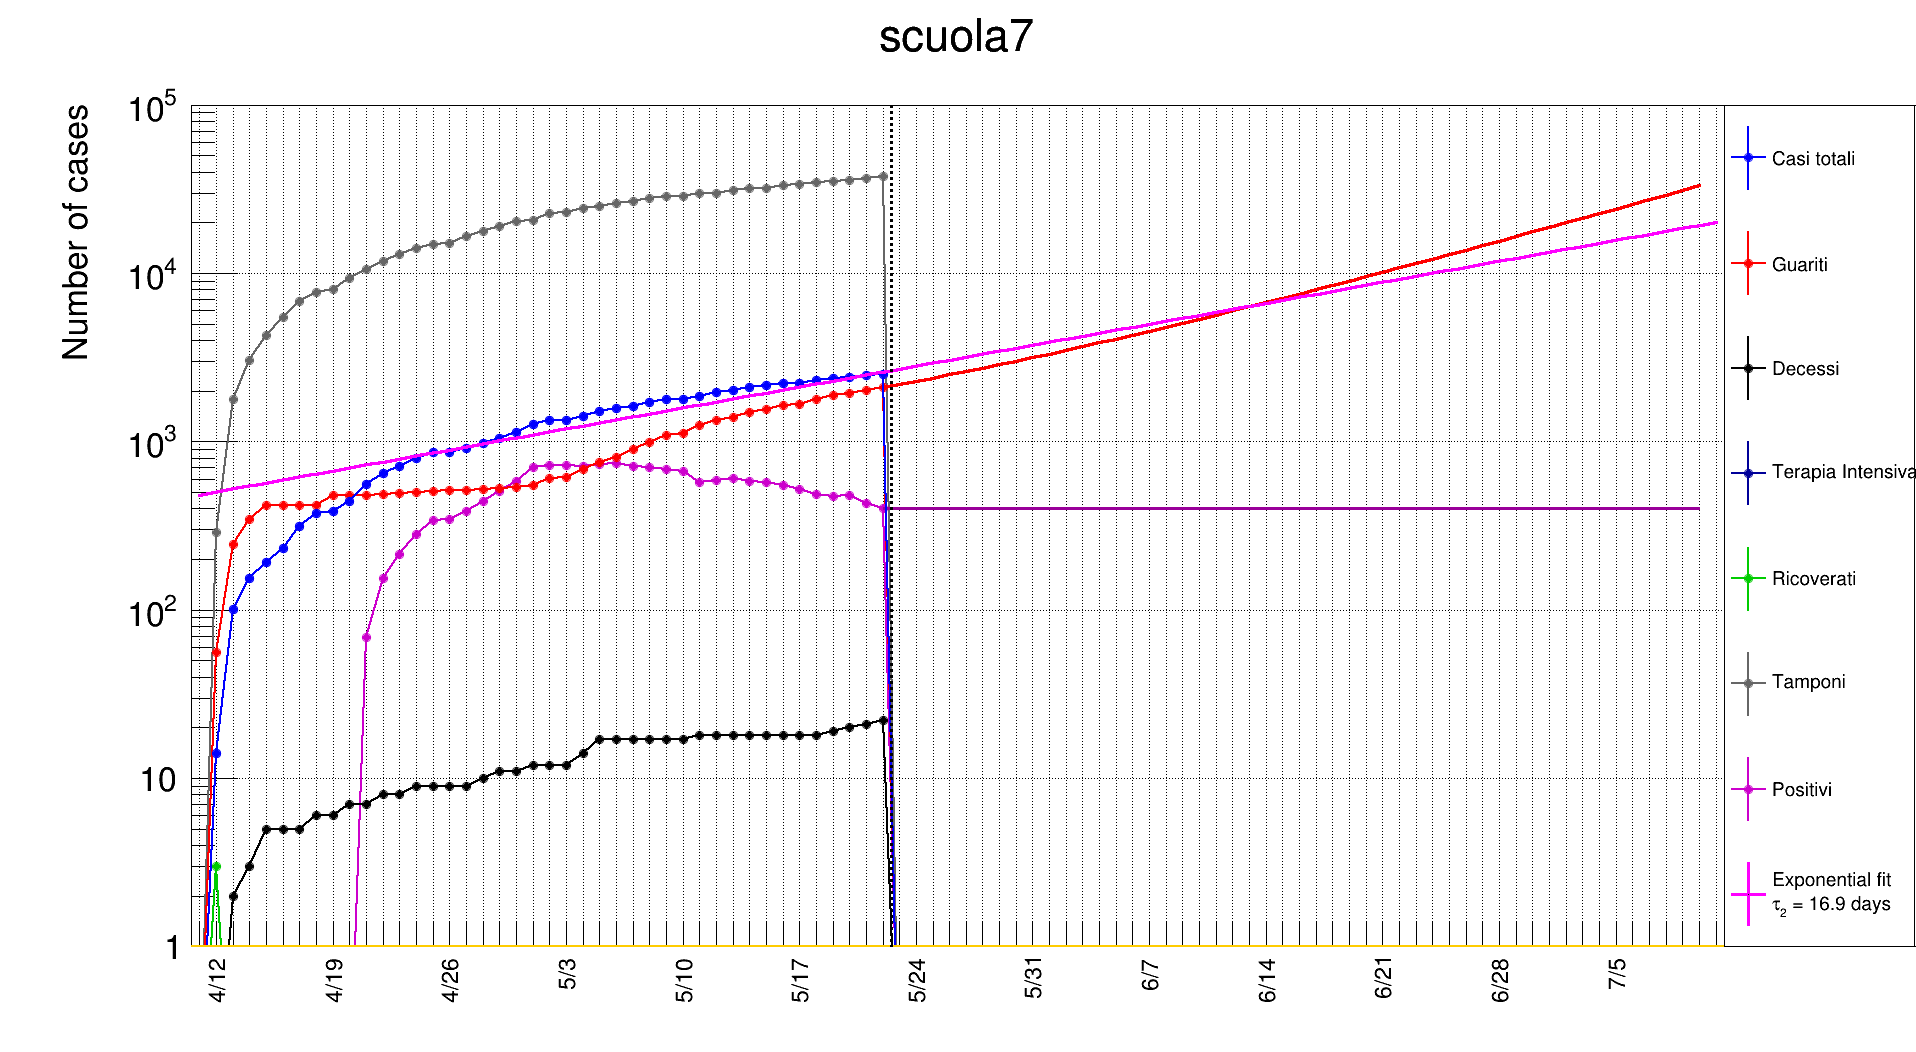 scuola7
Number of cases
10^5
10^4
10^3
10^2
10
1
4/12
4/19
4/26
5/3
5/10
5/17
5/24
5/31
6/7
6/14
6/21
6/28
7/5
Casi totali
Guariti
Decessi
Terapia Intensiva
Ricoverati
Tamponi
Positivi
Exponential fit
τ₂ = 16.9 days